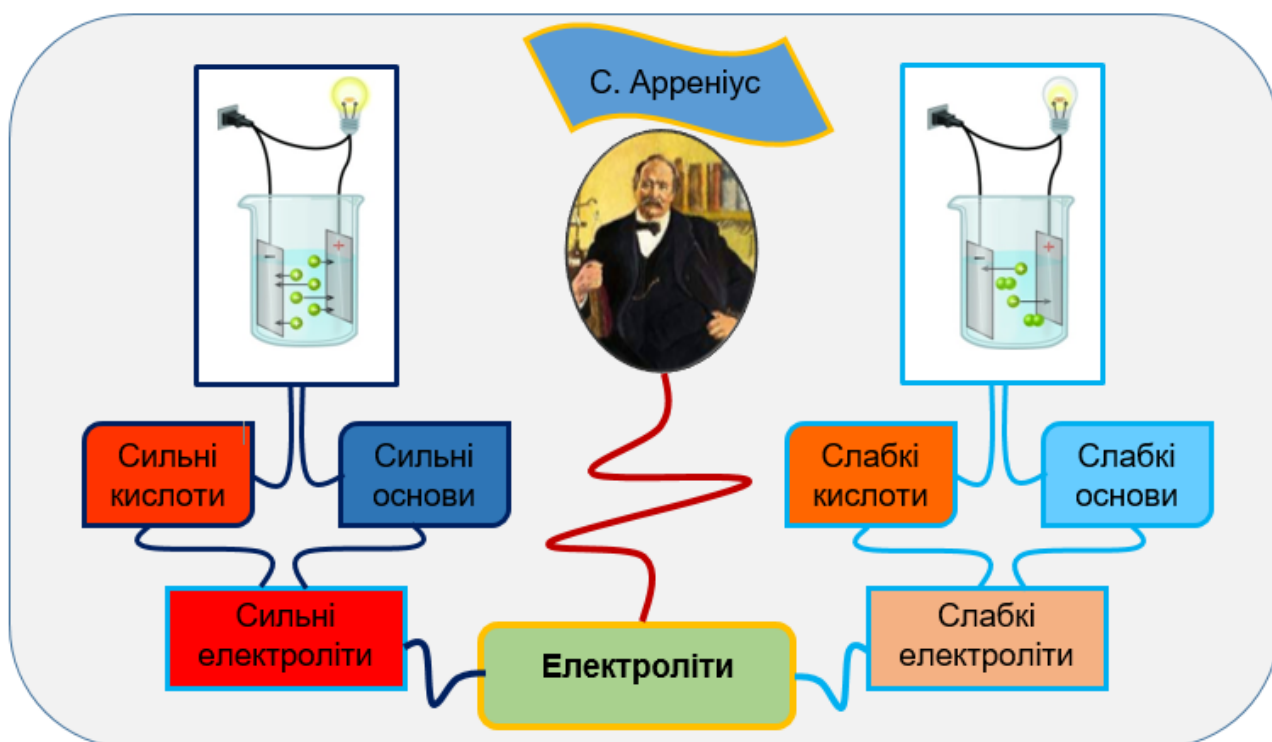 С. Арреніус
Сильні
кислоти
Сильні
основи
Слабкі
кислоти
Слабкі
основи
Сильні
електроліти
Електроліти
Слабкі
електроліти